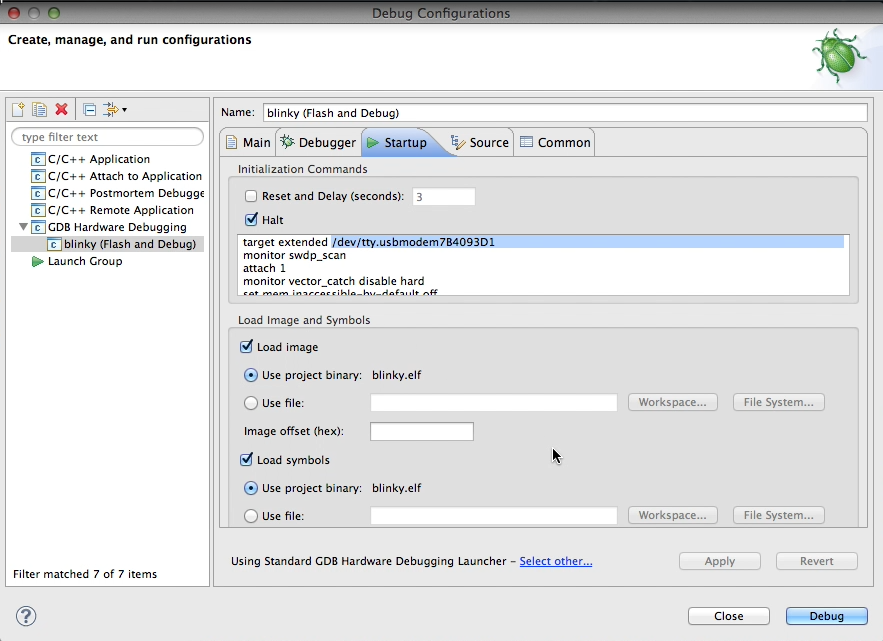 Debug Configurations
Create, manage, and run configurations
type filter text
C/C++ Application
C/C++ Attach to Application
C/C++ Postmortem Debugge
C/C++ Remote Application
GDB Hardware Debugging
blinky (Flash and Debug)
Launch Group
Filter matched 7 of 7 items
Name: blinky (Flash and Debug)
Main Debugger Startup Source Common
Initialization Commands
Reset and Delay (seconds): 3
Halt
target extended /dev/tty.usbmodem7B4093D1
monitor swdp_scan
attach 1
monitor vector_catch disable hard
set mem inaccessible-by-default off
Load Image and Symbols
Load image
Use project binary: blinky.elf
Use file: Workspace... File System...
Image offset (hex):
Load symbols
Use project binary: blinky.elf
Use file: Workspace... File System...
Using Standard GDB Hardware Debugging Launcher - Select other...
Apply Revert
? Close Debug